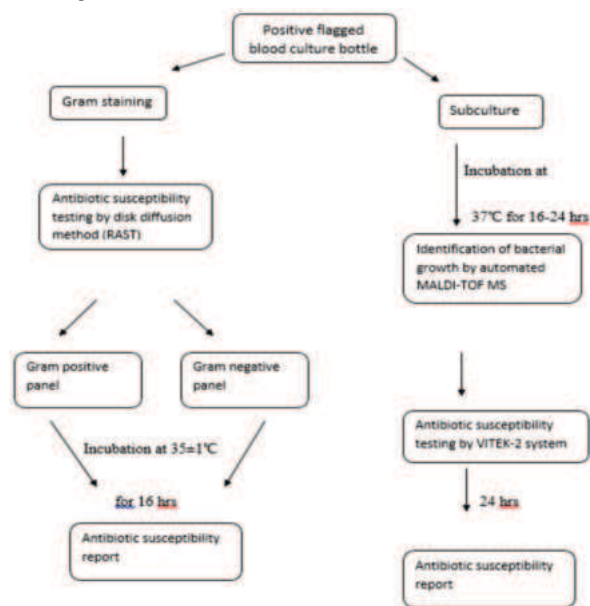 Positive flagged
blood culture bottle
Gram staining
Subculture
Antibiotic susceptibility
testing by disk diffusion
method (RAST)
Incubation at
37℃ for 16-24 hrs
Identification of bacterial
growth by automated
MALDI-TOF MS
Gram positive
panel
Gram negative
panel
Incubation at 35±1℃
for 16 hrs
Antibiotic susceptibility
report
Antibiotic susceptibility
testing by VITEK-2 system
24 hrs
Antibiotic susceptibility
report